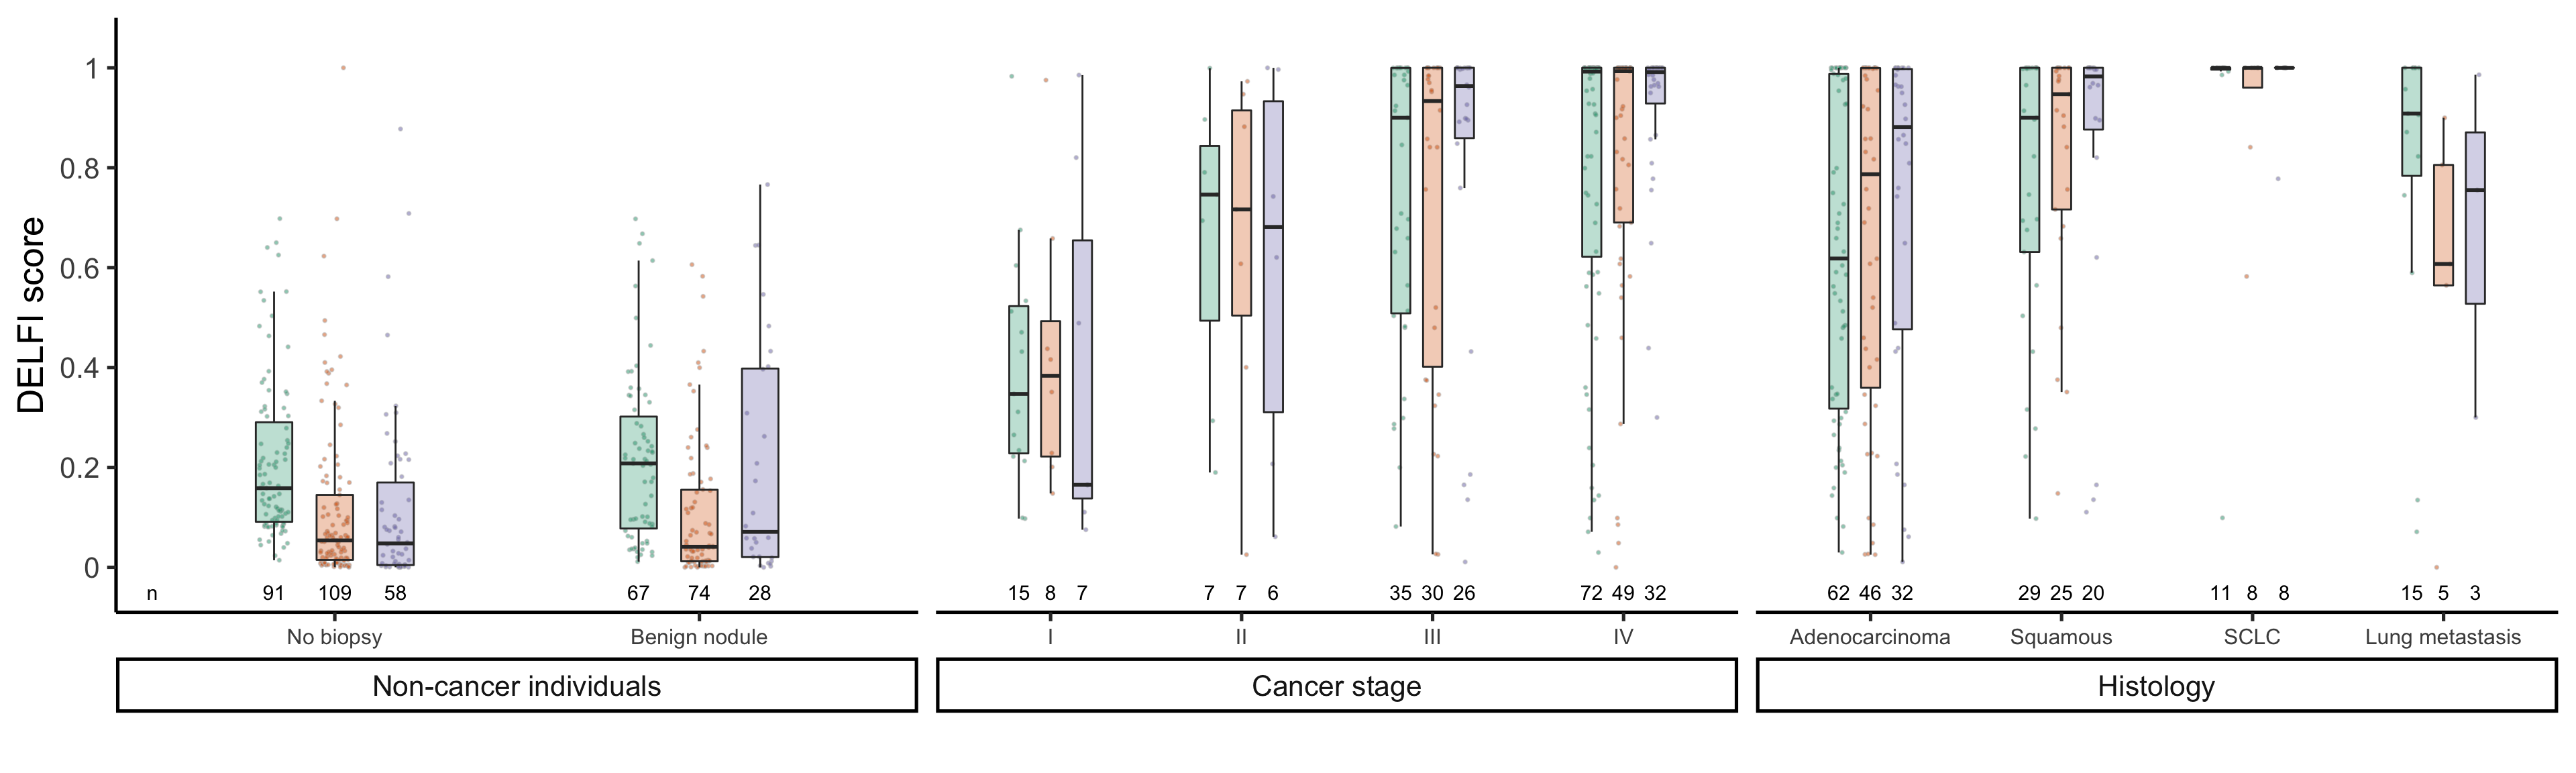 DELFI score
1
0.8
0.6
0.4
0.2
0
n 91 109 58 67 74 28 15 8 7 7 7 6 35 30 26 72 49 32 62 46 32 29 25 20 11 8 8 15 5 3
No biopsy Benign nodule I II III IV Adenocarcinoma Squamous SCLC Lung metastasis
Non-cancer individuals Cancer stage Histology